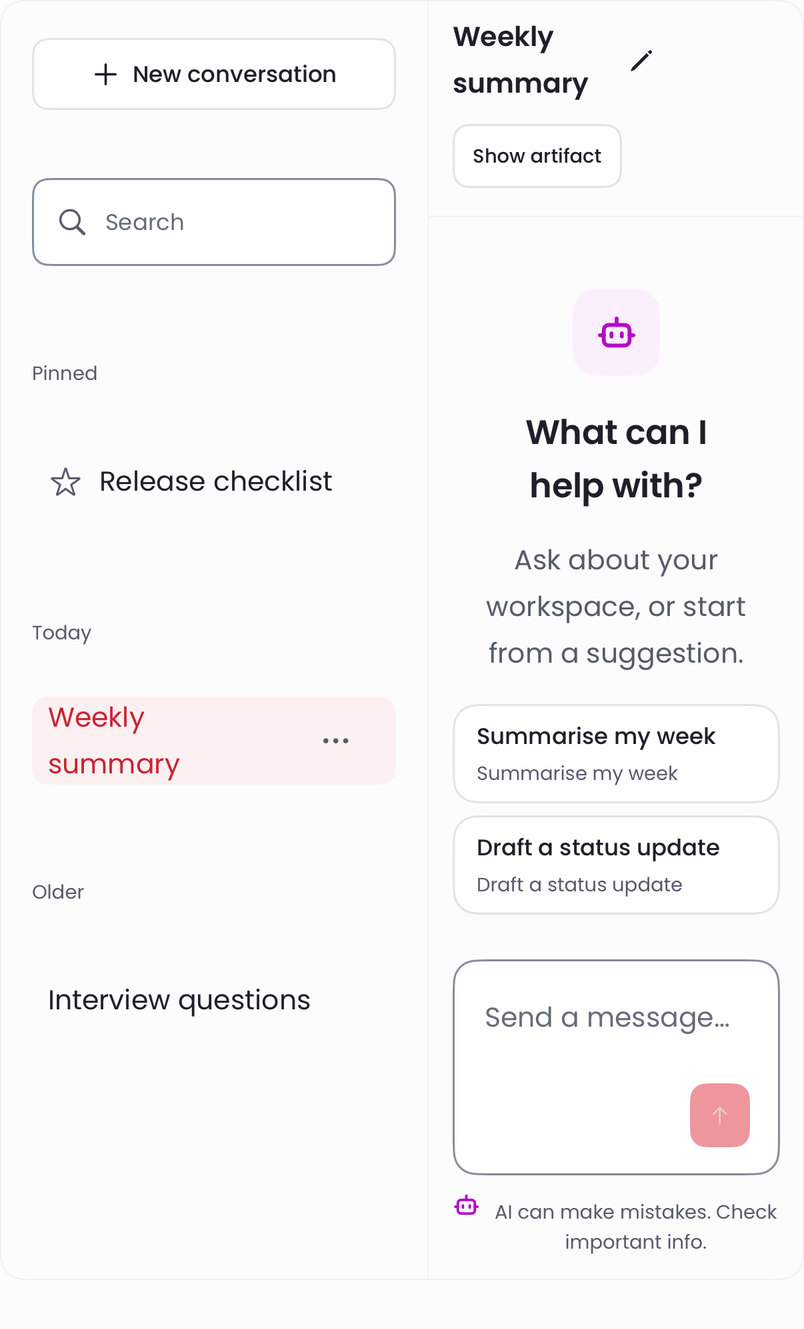 New conversation
Search
Pinned
Release checklist
Today
Weekly
summary
Older
Interview questions
Weekly
summary
Show artifact
What can I
help with?
Ask about your
workspace, or start
from a suggestion.
Summarise my week
Summarise my week
Draft a status update
Draft a status update
Send a message...
AI can make mistakes. Check
important info.